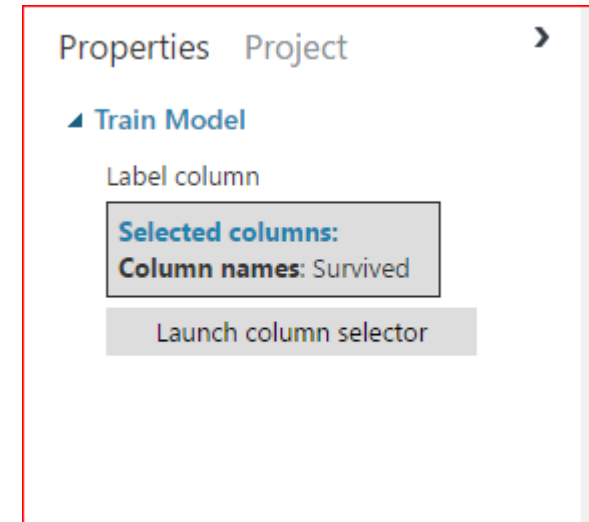 Properties Project
Train Model
Label column
Selected columns:
Column names: Survived
Launch column selector